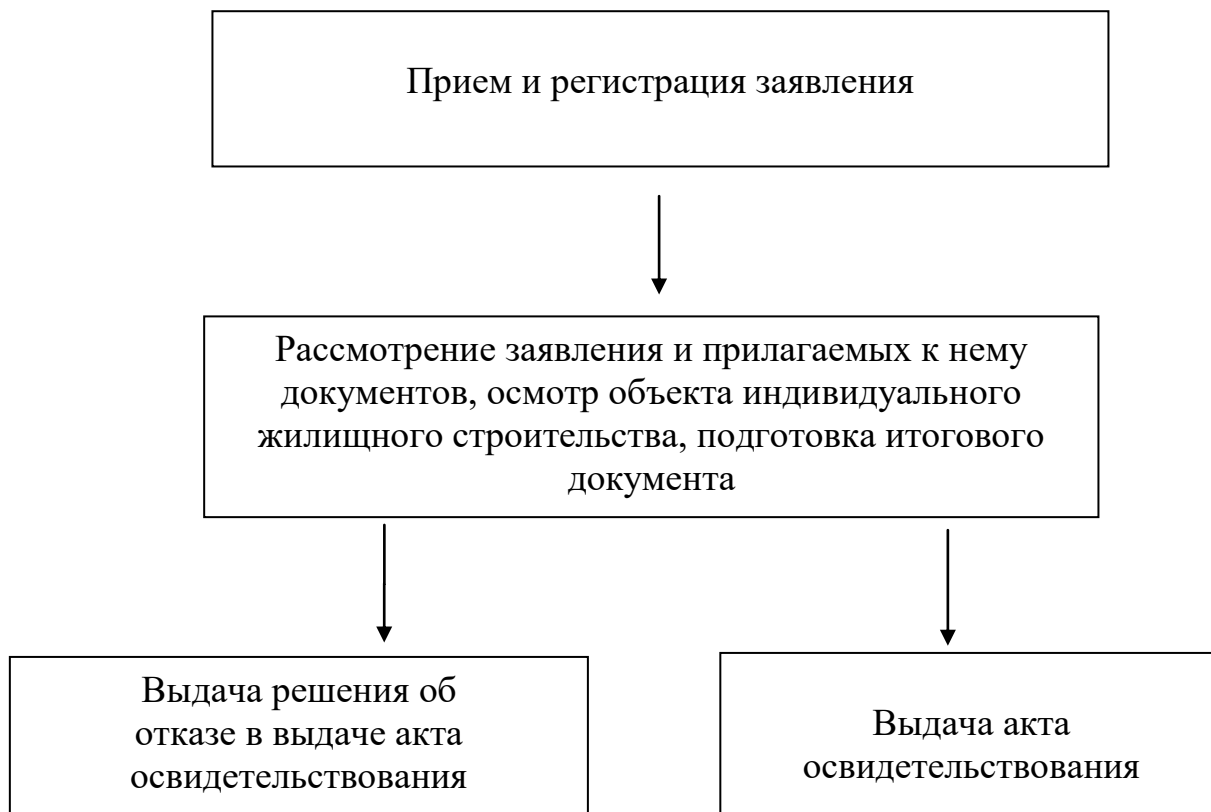 Прием и регистрация заявления
Рассмотрение заявления и прилагаемых к нему
документов, осмотр объекта индивидуального
жилищного строительства, подготовка итогового
документа
Выдача решения об
отказе в выдаче акта
освидетельствования
Выдача акта
освидетельствования